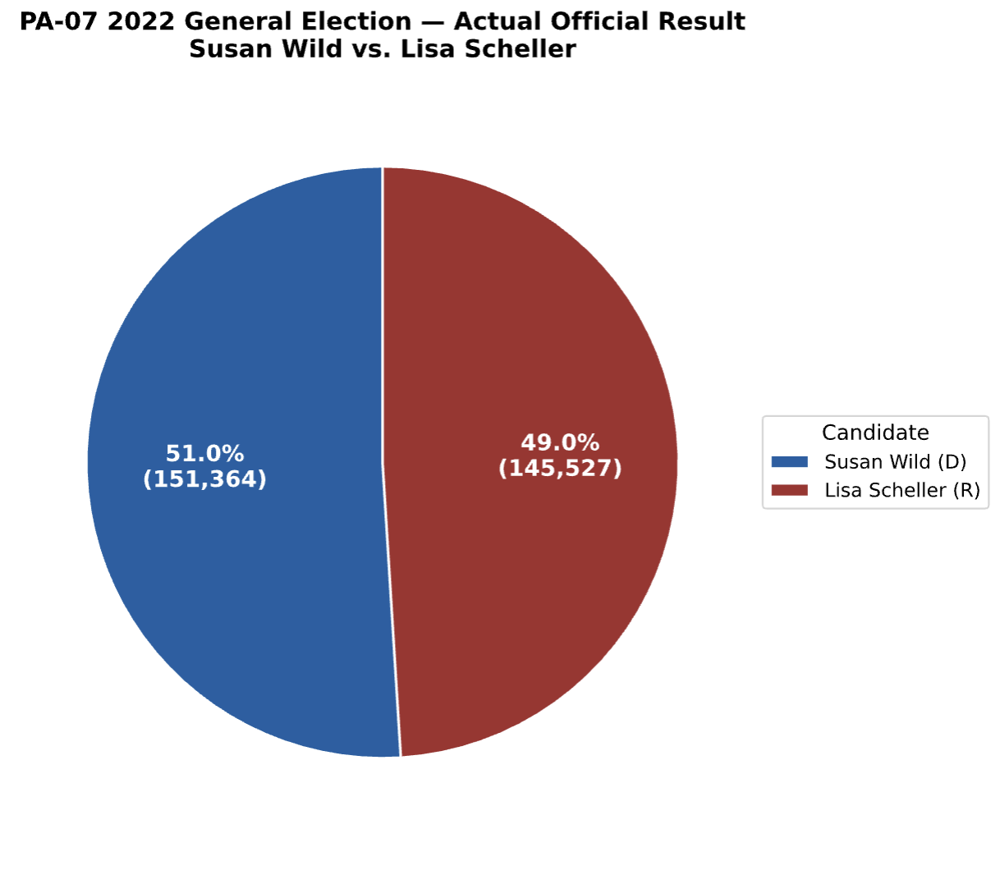 PA-07 2022 General Election — Actual Official Result
Susan Wild vs. Lisa Scheller
51.0%
(151,364)
49.0%
(145,527)
Candidate
Susan Wild (D)
Lisa Scheller (R)